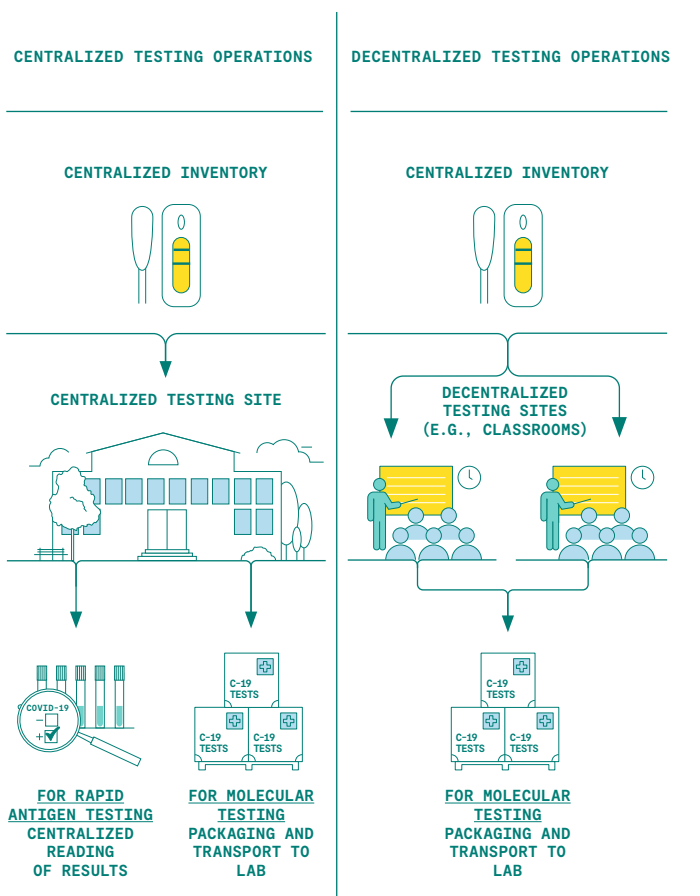 CENTRALIZED TESTING OPERATIONS
CENTRALIZED INVENTORY
CENTRALIZED TESTING SITE
COVID-19
−
+
C-19
TESTS
C-19
TESTS
C-19
TESTS
FOR RAPID
ANTIGEN TESTING
CENTRALIZED
READING
OF RESULTS
FOR MOLECULAR
TESTING
PACKAGING AND
TRANSPORT TO
LAB
DECENTRALIZED TESTING OPERATIONS
CENTRALIZED INVENTORY
DECENTRALIZED
TESTING SITES
(E.G., CLASSROOMS)
C-19
TESTS
C-19
TESTS
C-19
TESTS
FOR MOLECULAR
TESTING
PACKAGING AND
TRANSPORT TO
LAB